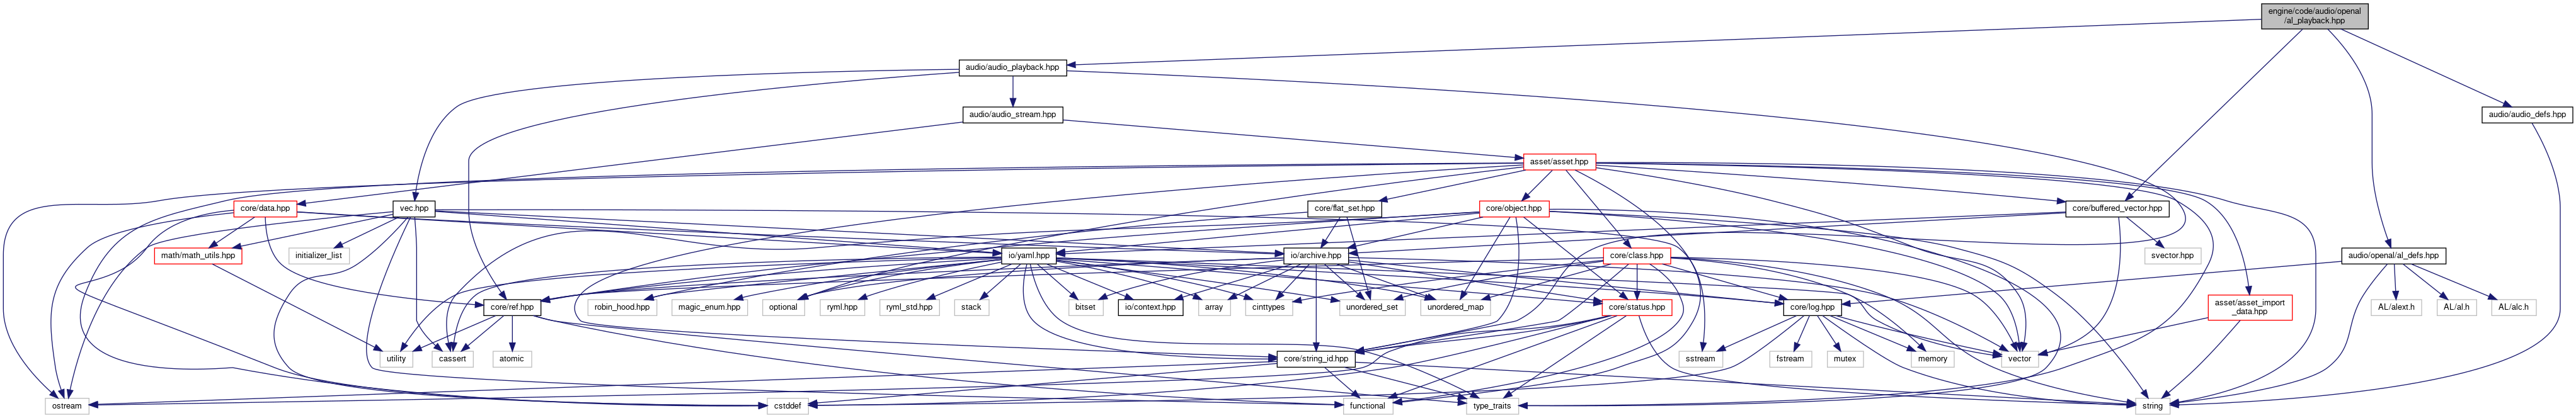 engine/code/audio/openal
/al_playback.hpp
audio/audio_playback.hpp
audio/audio_stream.hpp
audio/audio_defs.hpp
asset/asset.hpp
core/data.hpp
vec.hpp
core/flat_set.hpp
core/object.hpp
core/buffered_vector.hpp
math/math_utils.hpp
initializer_list
io/yaml.hpp
io/archive.hpp
core/class.hpp
svector.hpp
audio/openal/al_defs.hpp
core/ref.hpp
robin_hood.hpp
magic_enum.hpp
optional
ryml.hpp
ryml_std.hpp
stack
bitset
io/context.hpp
array
cinttypes
unordered_set
unordered_map
core/status.hpp
core/log.hpp
asset/asset_import
_data.hpp
AL/alext.h
AL/al.h
AL/alc.h
utility
cassert
atomic
core/string_id.hpp
sstream
fstream
mutex
memory
vector
ostream
cstddef
functional
type_traits
string